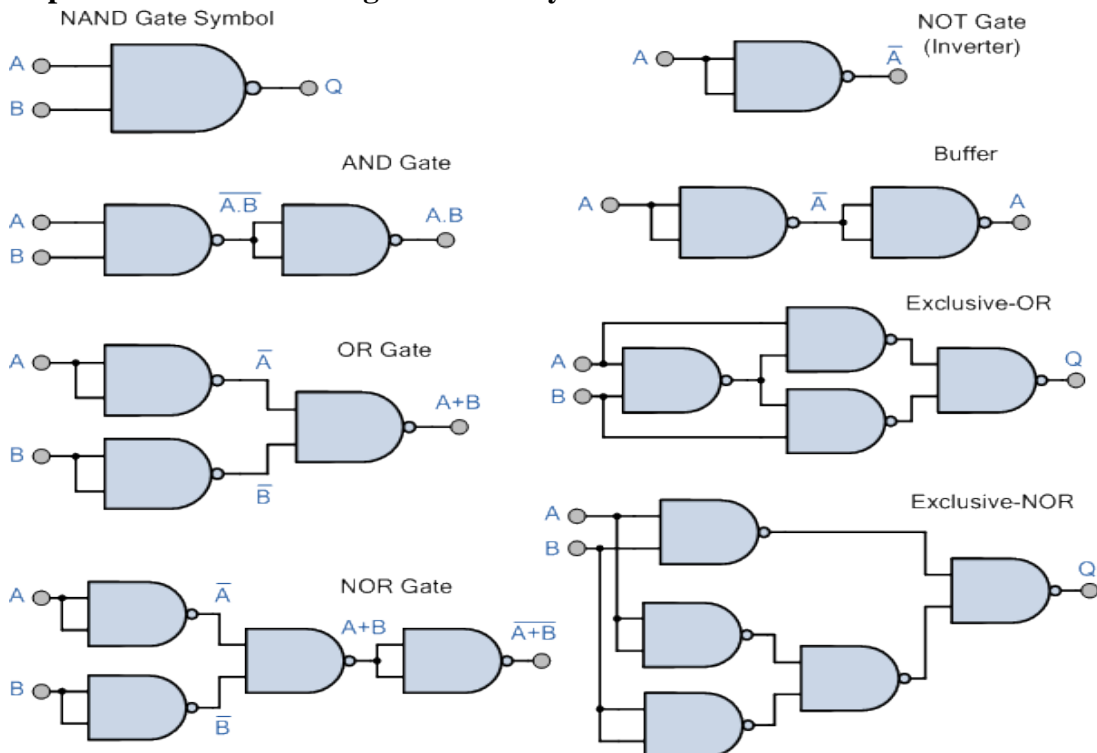 NAND Gate Symbol
A
B
Q
NOT Gate
(Inverter)
A
A̅
AND Gate
A
B
A̅.̅B̅
A.B
Buffer
A
A̅
A
OR Gate
A
B
A̅
B̅
A+B
Exclusive-OR
A
B
Q
NOR Gate
A
B
A̅
B̅
A+B
A̅+̅B̅
Exclusive-NOR
A
B
Q